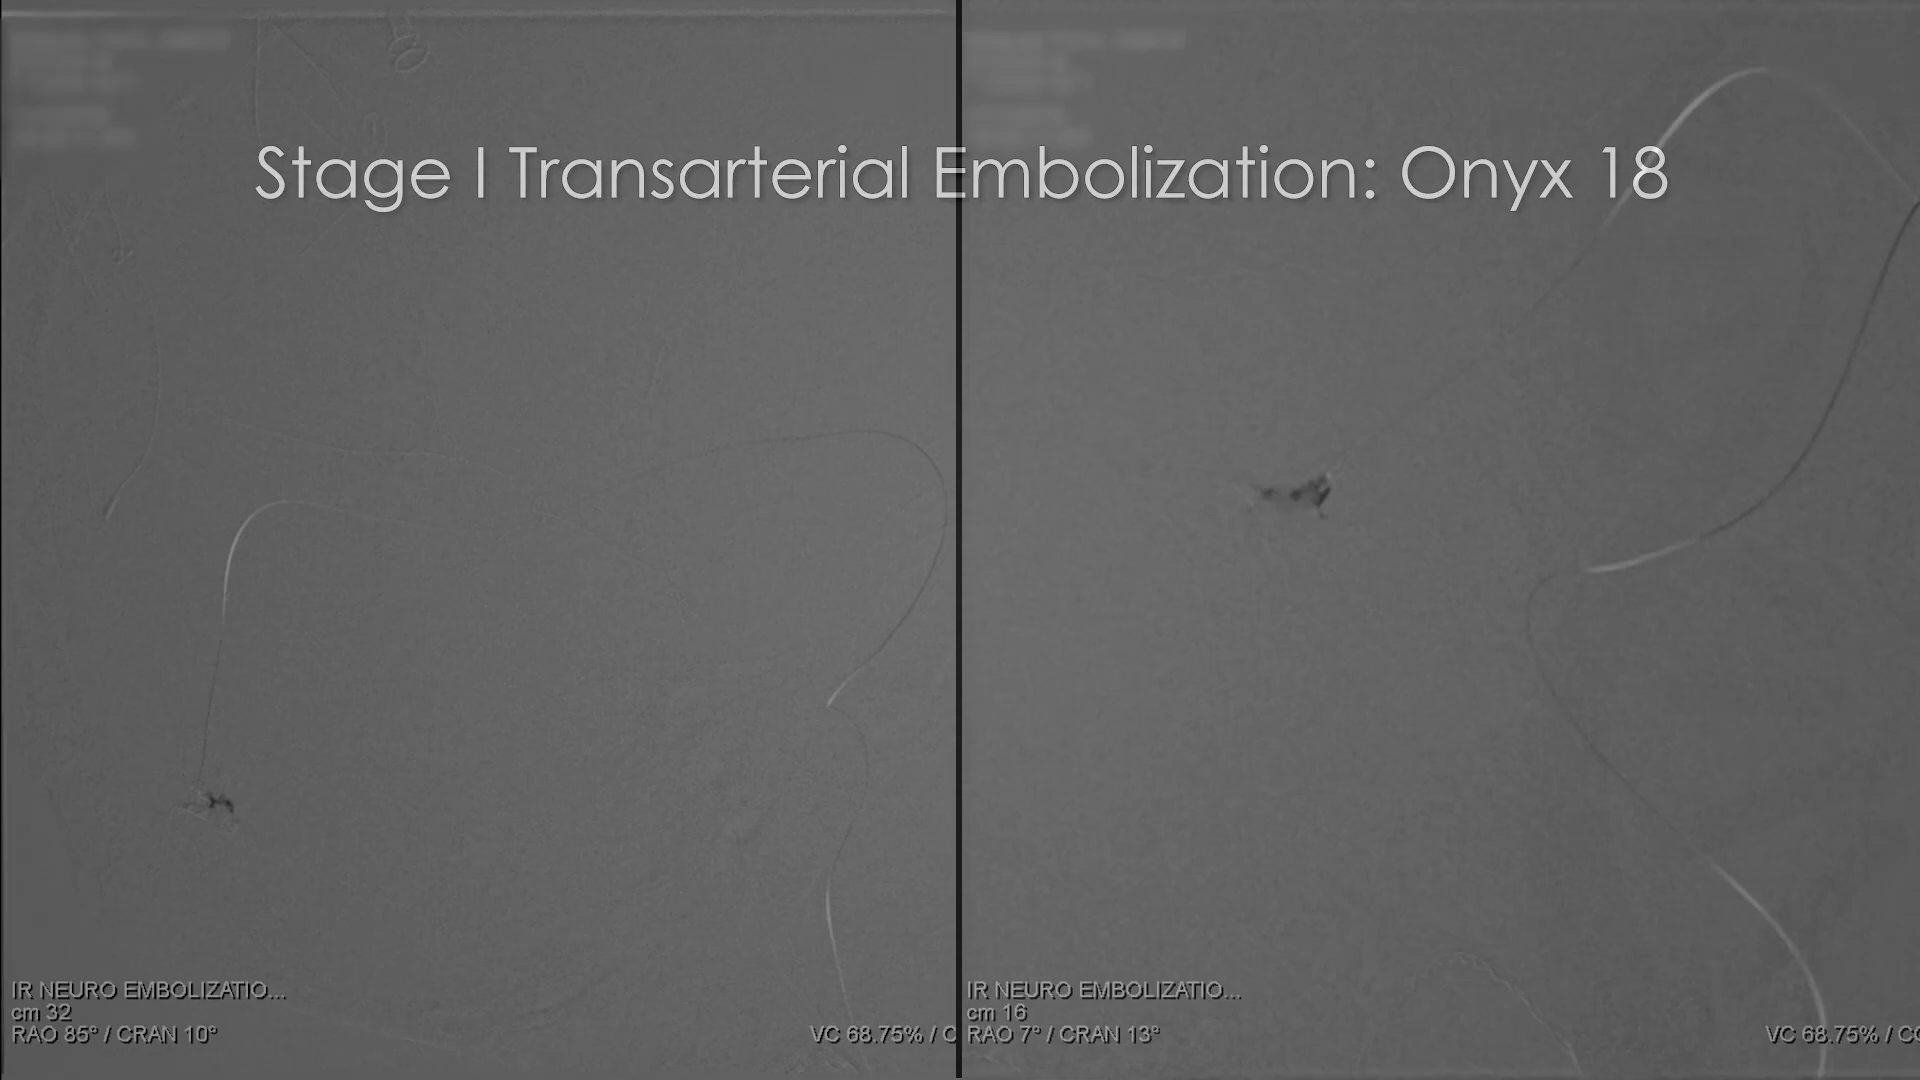 Stage I Transarterial Embolization: Onyx 18
IR NEURO EMBOLIZATIO...
cm 32
RAO 85° / CRAN 10°
VC 68.75% / C
IR NEURO EMBOLIZATIO...
cm 16
RAO 7° / CRAN 13°
VC 68.75% / CC